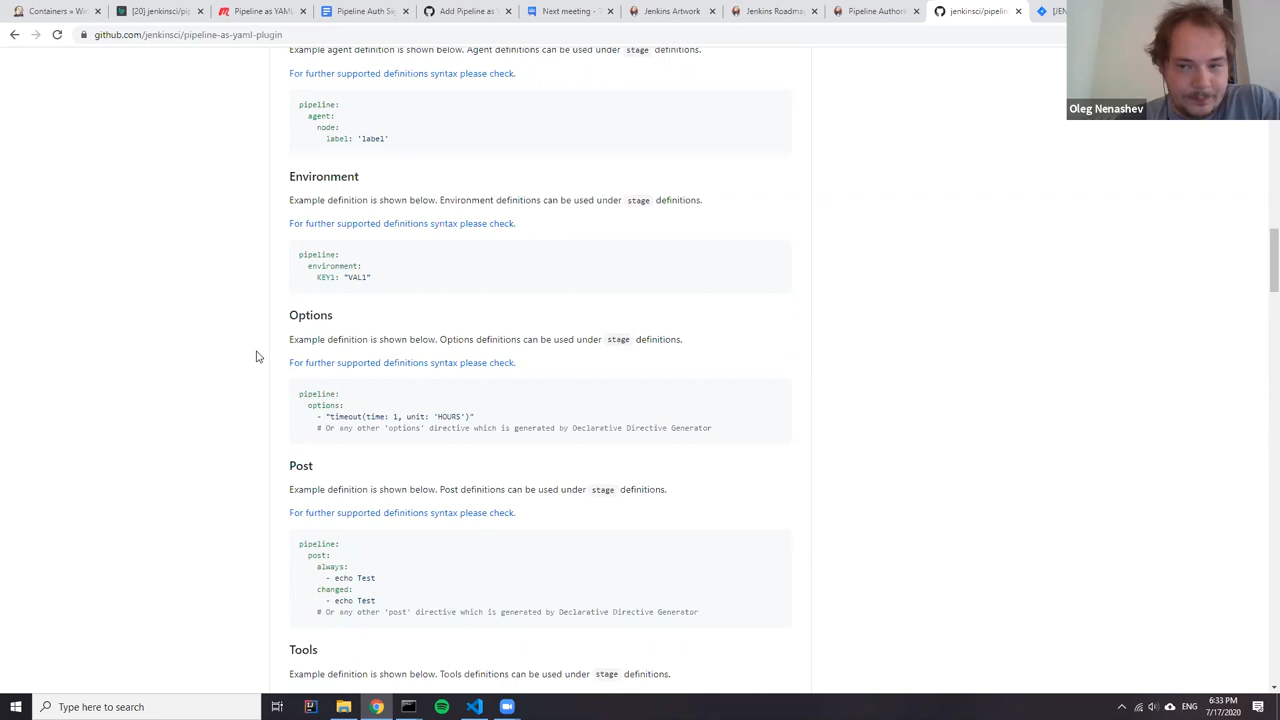 Containers » Win
[20] jenkinsci/p
Pipeline as YAML
Pipeline Auth Sig
Add Pipeline as
Next meeting - 
Jenkins Artwork
Jenkins Roadma
Pipeline Authori
jenkinsci/pipelin
[JEN
github.com/jenkinsci/pipeline-as-yaml-plugin
Oleg Nenashev
Example agent definition is shown below. Agent definitions can be used under stage definitions.
For further supported definitions syntax please check.
pipeline:
agent:
node:
label: 'label'
Environment
Example definition is shown below. Environment definitions can be used under stage definitions.
For further supported definitions syntax please check.
pipeline:
environment:
KEY1: "VAL1"
Options
Example definition is shown below. Options definitions can be used under stage definitions.
For further supported definitions syntax please check.
pipeline:
options:
- "timeout(time: 1, unit: 'HOURS')"
# Or any other 'options' directive which is generated by Declarative Directive Generator
Post
Example definition is shown below. Post definitions can be used under stage definitions.
For further supported definitions syntax please check.
pipeline:
post:
always:
- echo Test
changed:
- echo Test
# Or any other 'post' directive which is generated by Declarative Directive Generator
Tools
Example definition is shown below. Tools definitions can be used under stage definitions.
Type here to search
ENG
6:33 PM
7/17/2020